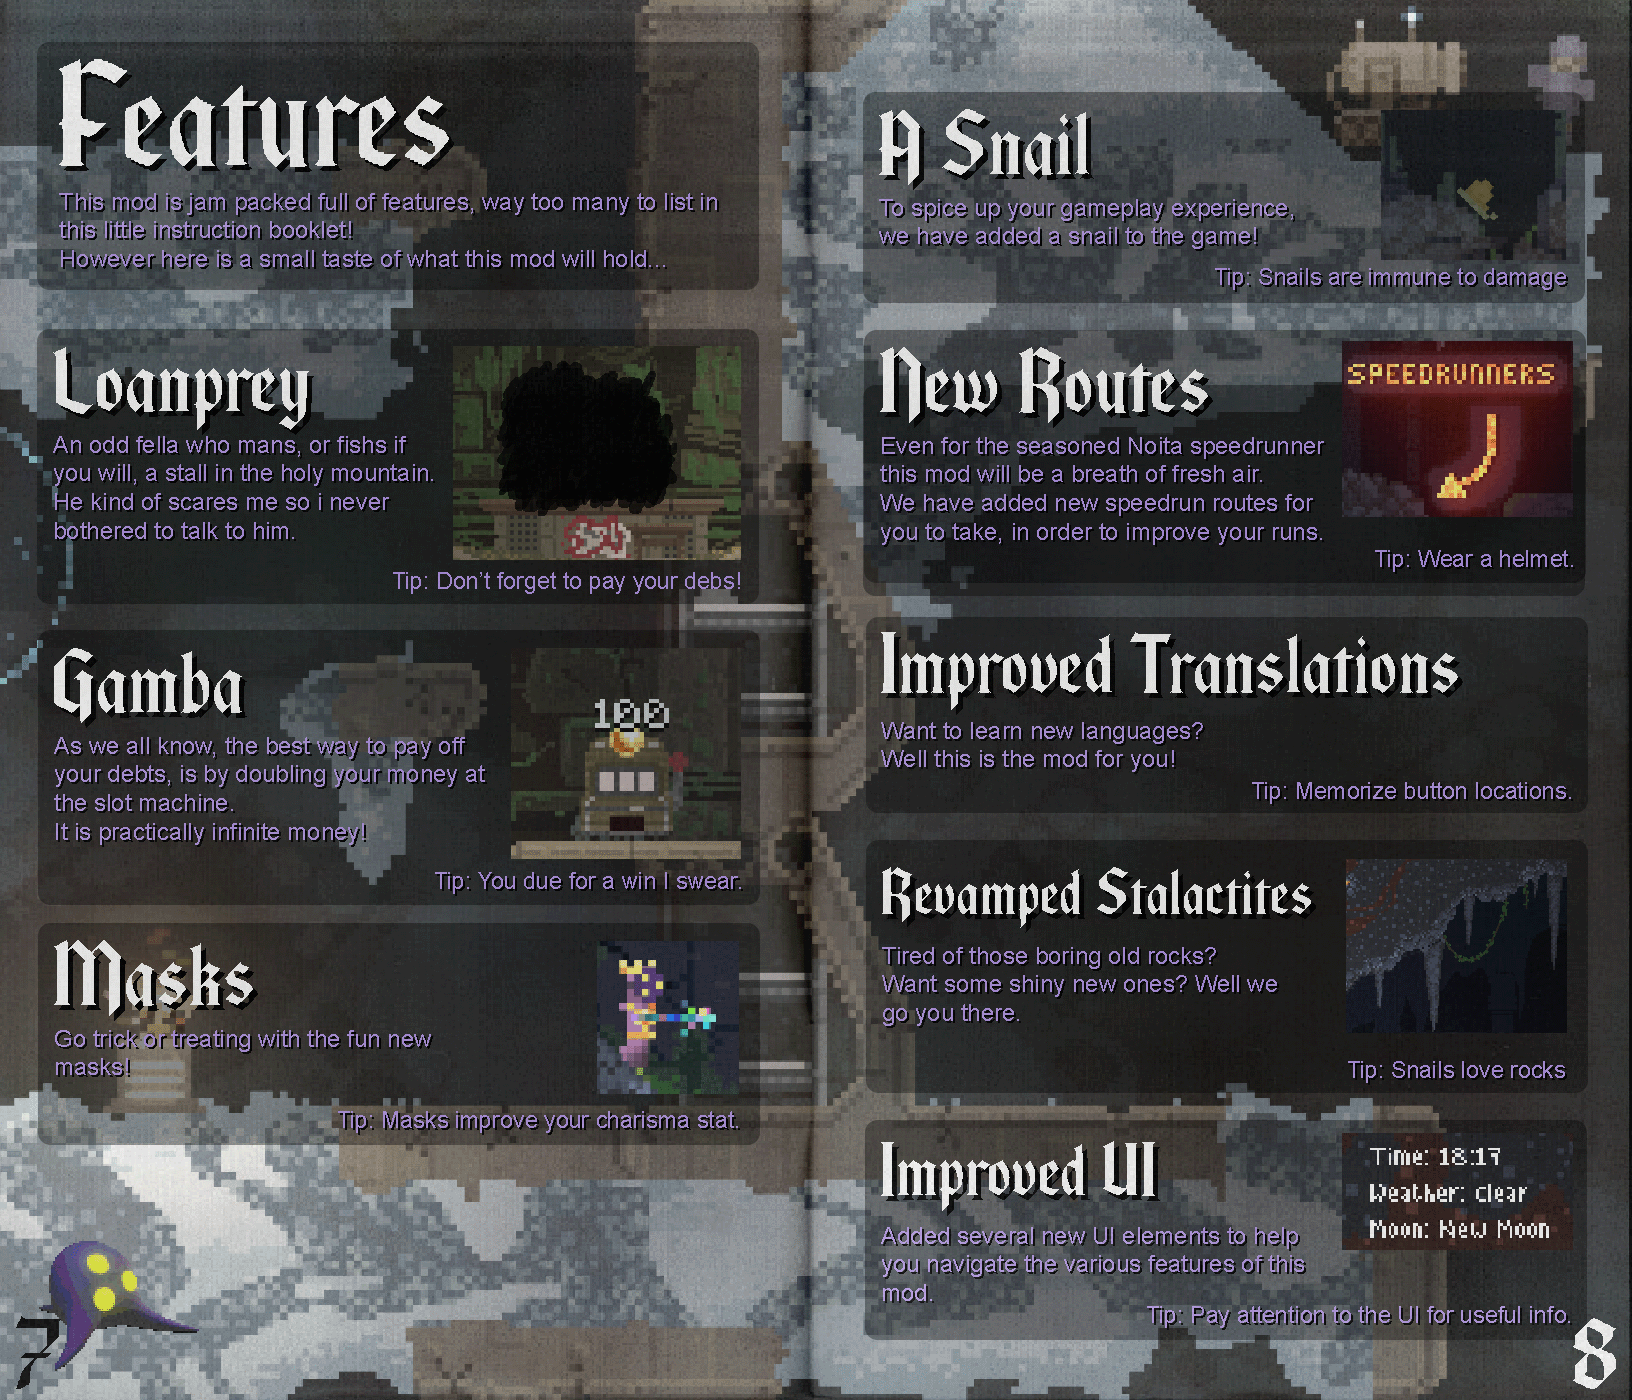 Features
This mod is jam packed full of features, way too many to list in
this little instruction booklet!
However here is a small taste of what this mod will hold...
Loanprey
An odd fella who mans, or fishs if
you will, a stall in the holy mountain.
He kind of scares me so i never
bothered to talk to him.
Tip: Don't forget to pay your debs!
Gamba
As we all know, the best way to pay off
your debts, is by doubling your money at
the slot machine.
It is practically infinite money!
100
Tip: You due for a win I swear.
Masks
Go trick or treating with the fun new
masks!
Tip: Masks improve your charisma stat.
7
A Snail
To spice up your gameplay experience,
we have added a snail to the game!
Tip: Snails are immune to damage
New Routes
Even for the seasoned Noita speedrunner
this mod will be a breath of fresh air.
We have added new speedrun routes for
you to take, in order to improve your runs.
SPEEDRUNNERS
Tip: Wear a helmet.
Improved Translations
Want to learn new languages?
Well this is the mod for you!
Tip: Memorize button locations.
Revamped Stalactites
Tired of those boring old rocks?
Want some shiny new ones? Well we
go you there.
Tip: Snails love rocks
Improved UI
Added several new UI elements to help
you navigate the various features of this
mod.
Time: 18:17
Weather: clear
Moon: New Moon
Tip: Pay attention to the UI for useful info.
8